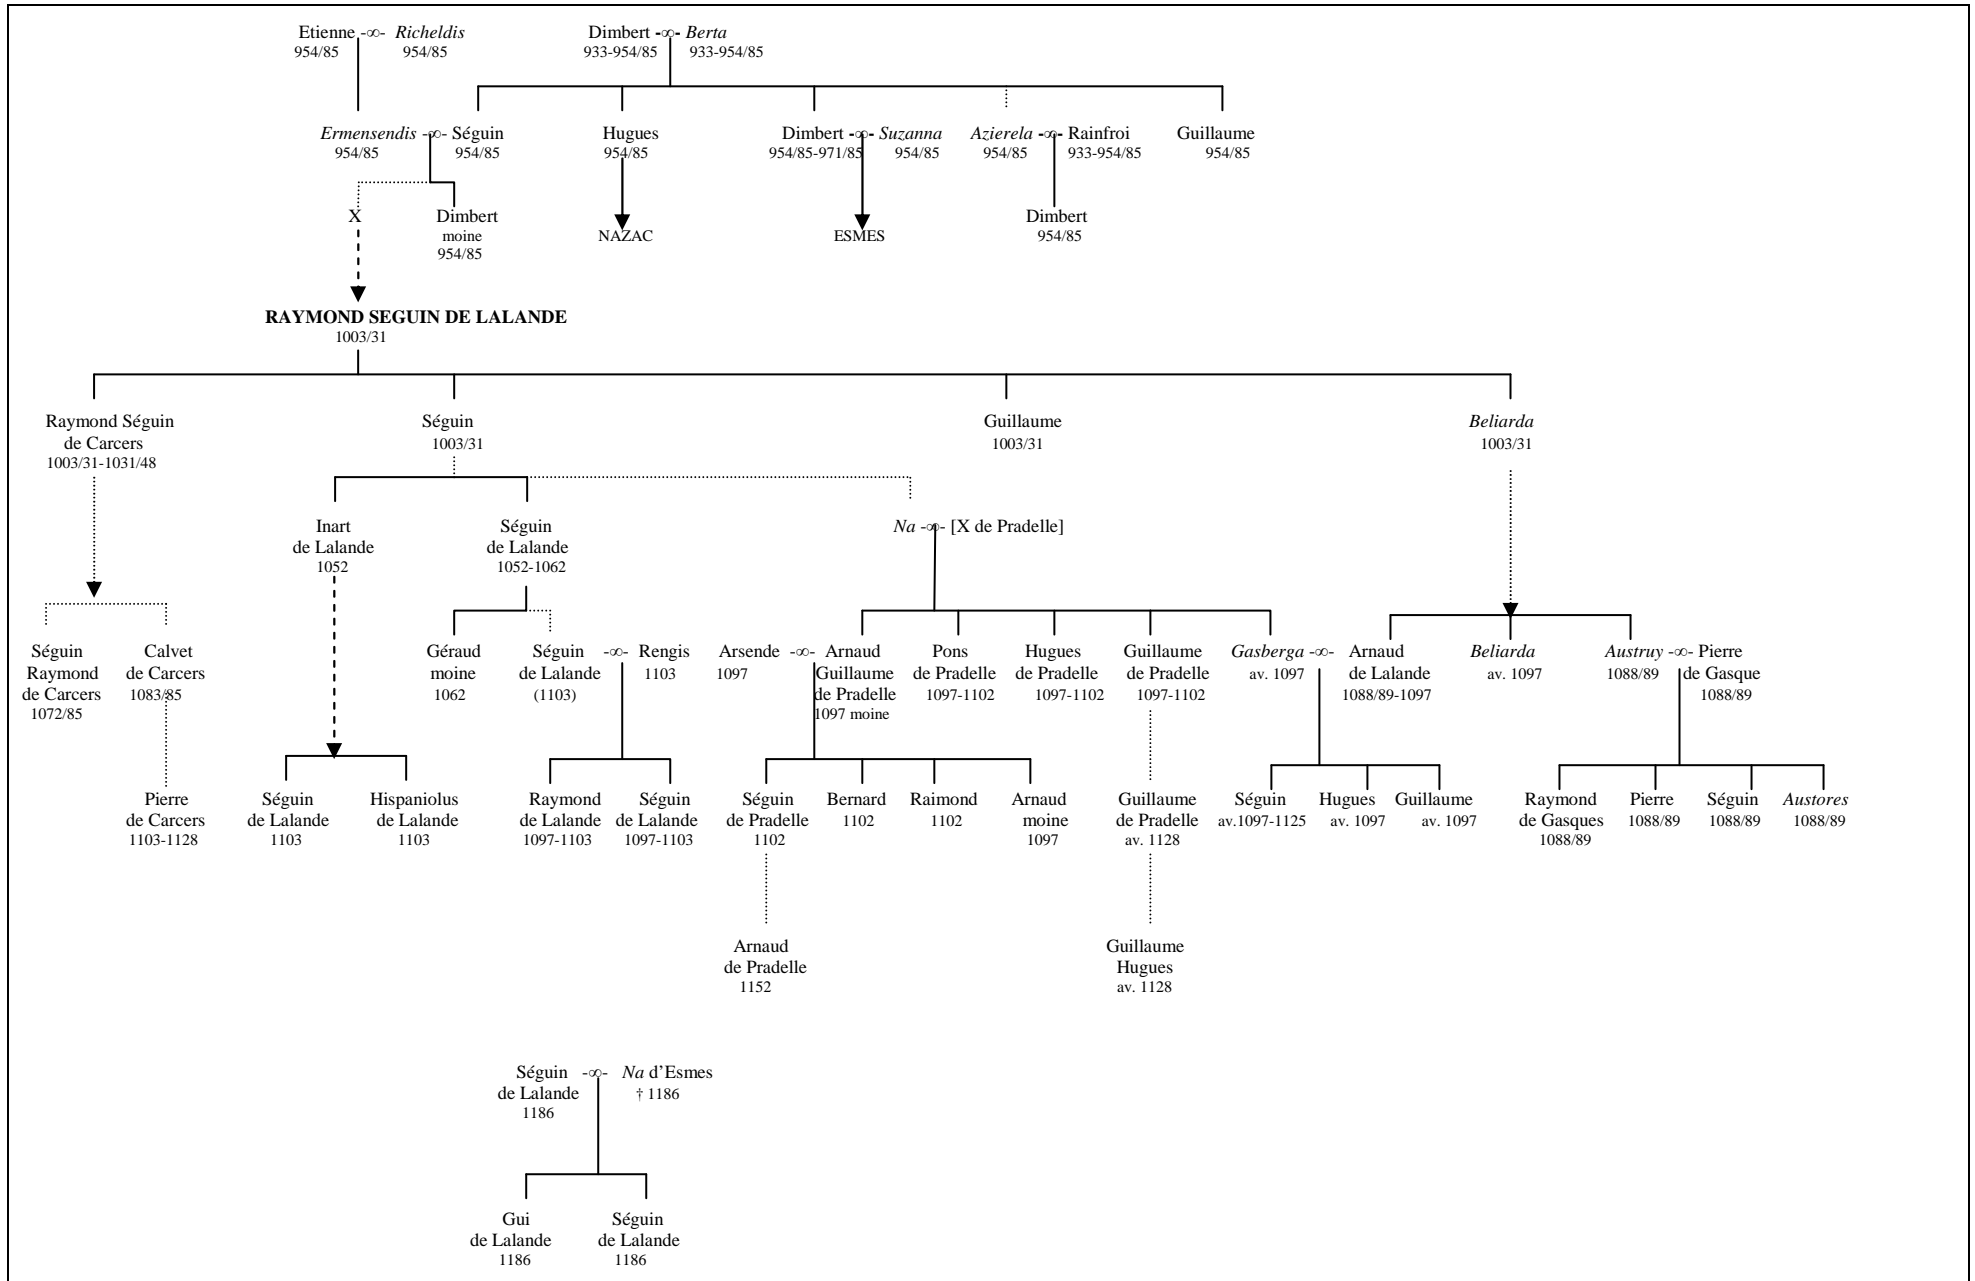 Etienne -∞- Richeldis Dimbert -∞- Berta
954/85 954/85 933-954/85 933-954/85
Ermensendis -∞- Séguin Hugues Dimbert -∞- Suzanna Azierela -∞- Rainfroi Guillaume
954/85 954/85 954/85 954/85-971/85 954/85 954/85 933-954/85 954/85
X Dimbert Dimbert
moine NAZAC ESMES 954/85
954/85
RAYMOND SEGUIN DE LALANDE
1003/31
Raymond Séguin Séguin Guillaume Beliarda
de Carcers 1003/31 1003/31 1003/31
1003/31-1031/48
Inart Séguin Na -∞- [X de Pradelle]
de Lalande de Lalande
1052 1052-1062
Séguin Calvet Géraud Séguin -∞- Rengis Arsende -∞- Arnaud Pons Hugues Guillaume Gasberga -∞- Arnaud Beliarda Austruy -∞- Pierre
Raymond de Carcers moine de Lalande 1103 1097 Guillaume de Pradelle de Pradelle de Pradelle av. 1097 de Lalande av. 1097 1088/89 de Gasque
de Carcers 1083/85 1062 (1103) de Pradelle 1097-1102 1097-1102 1097-1102 1088/89-1097 1088/89
1072/85 1097 moine
Pierre Séguin Hispaniolus Raymond Séguin Séguin Bernard Raimond Arnaud Guillaume Séguin Hugues Guillaume Raymond Pierre Séguin Austores
de Carcers de Lalande de Lalande de Lalande de Lalande de Pradelle 1102 1102 moine de Pradelle av.1097-1125 av. 1097 av. 1097 de Gasques 1088/89 1088/89 1088/89
1103-1128 1103 1103 1097-1103 1097-1103 1102 1097 av. 1128 1088/89
Arnaud Guillaume
de Pradelle Hugues
1152 av. 1128
Séguin -∞- Na d'Esmes
de Lalande † 1186
1186
Gui Séguin
de Lalande de Lalande
1186 1186